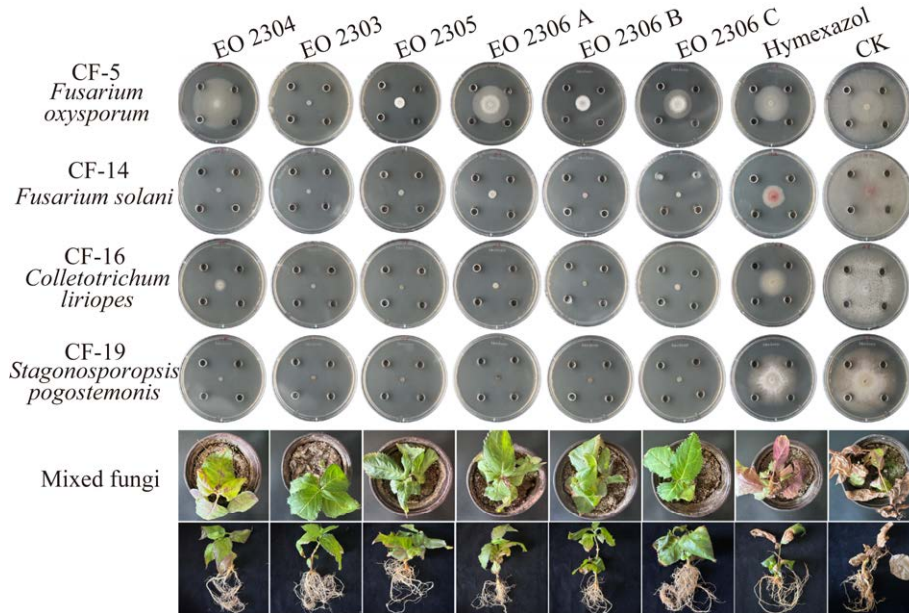 EO 2304 EO 2303 EO 2305 EO 2306 A EO 2306 B EO 2306 C Hymexazol CK
CF-5
Fusarium
oxysporum
CF-14
Fusarium solani
CF-16
Colletotrichum
liriopes
CF-19
Stagonosporopsis
pogostemonis
Mixed fungi